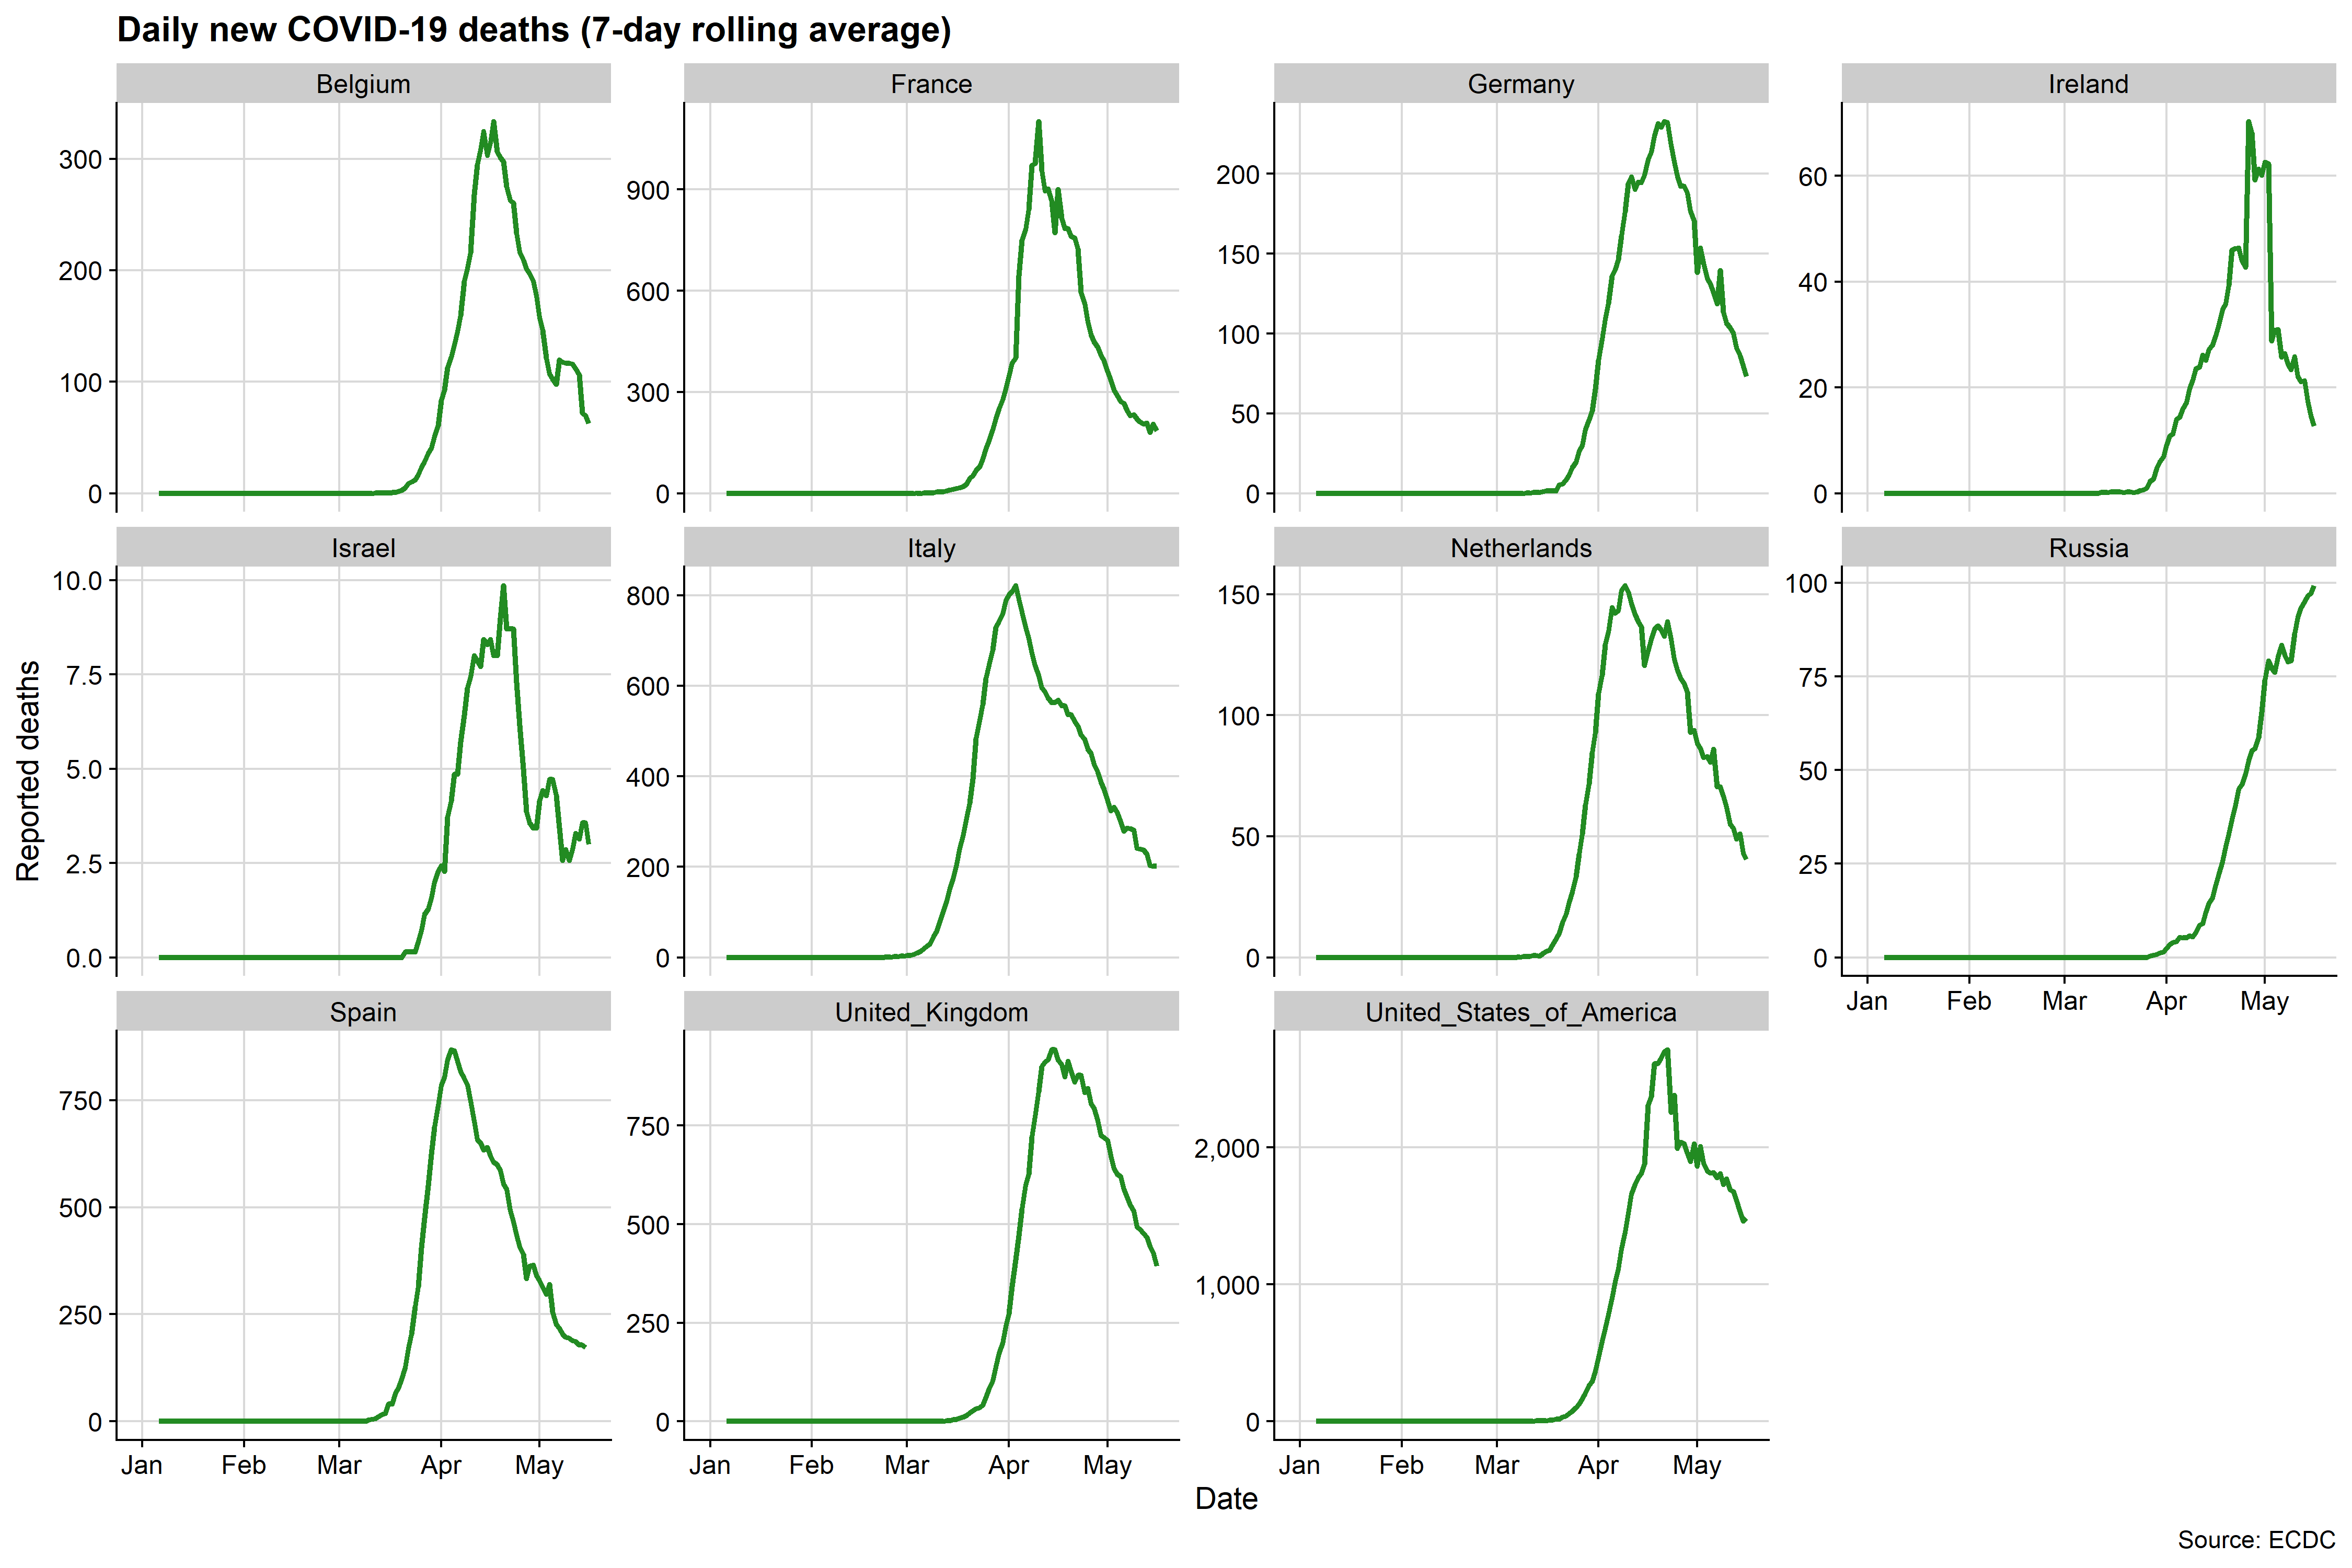 Daily new COVID-19 deaths (7-day rolling average)
Belgium
France
Germany
Ireland
300
200
100
0
900
600
300
0
200
150
100
50
0
60
40
20
0
Israel
Italy
Netherlands
Russia
10.0
7.5
5.0
2.5
0.0
800
600
400
200
0
150
100
50
0
100
75
50
25
0
Jan Feb Mar Apr May
Reported deaths
Spain
United_Kingdom
United_States_of_America
750
500
250
0
750
500
250
0
2,000
1,000
0
Jan Feb Mar Apr May
Jan Feb Mar Apr May
Jan Feb Mar Apr May
Date
Source: ECDC